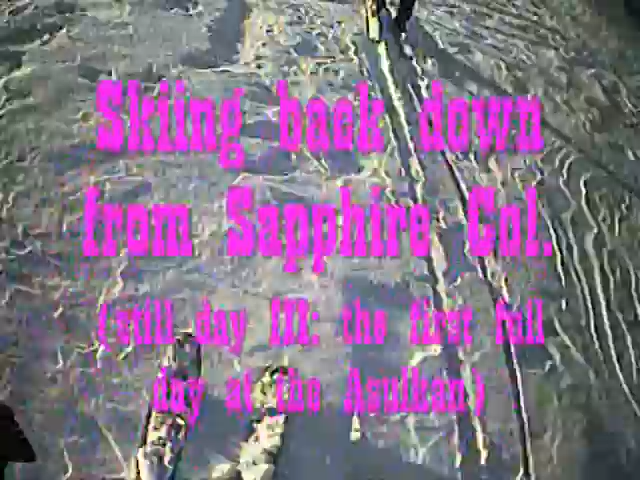 Skiing back down
from Sapphire Col.
(still day III: the first full
day at the Asulkan)